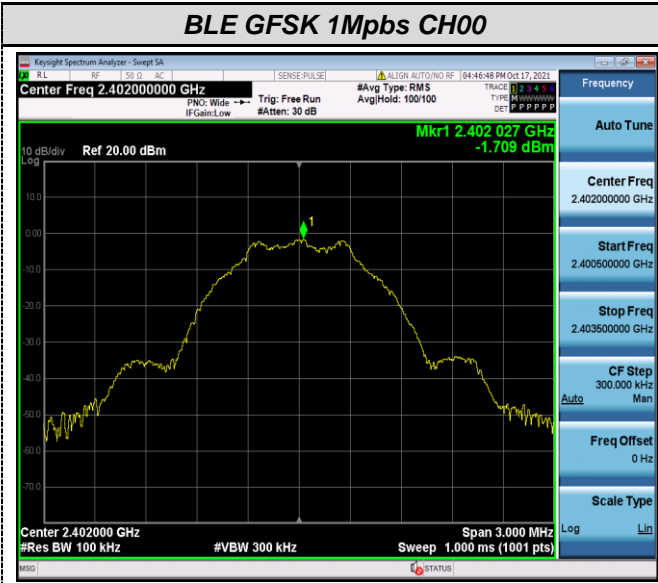 BLE GFSK 1Mpbs CH00
Keysight Spectrum Analyzer - Swept SA
RL RF 50 Ω AC SENSE:PULSE ALIGN AUTO/NO RF 04:46:48 PM Oct 17, 2021
Center Freq 2.402000000 GHz
PNO: Wide
IFGain:Low
Trig: Free Run
#Atten: 30 dB
#Avg Type: RMS
Avg|Hold: 100/100
TRACE 1 2 3 4 5 6
TYPE M WWWWW
DET P P P P P P
Mkr1 2.402 027 GHz
-1.709 dBm
10 dB/div Ref 20.00 dBm
Log
10.0
0.00
-10.0
-20.0
-30.0
-40.0
-50.0
-60.0
-70.0
1
Center 2.402000 GHz Span 3.000 MHz
#Res BW 100 kHz #VBW 300 kHz Sweep 1.000 ms (1001 pts)
MSG STATUS
Frequency
Auto Tune
Center Freq
2.402000000 GHz
Start Freq
2.400500000 GHz
Stop Freq
2.403500000 GHz
CF Step
300.000 kHz
Auto Man
Freq Offset
0 Hz
Scale Type
Log Lin